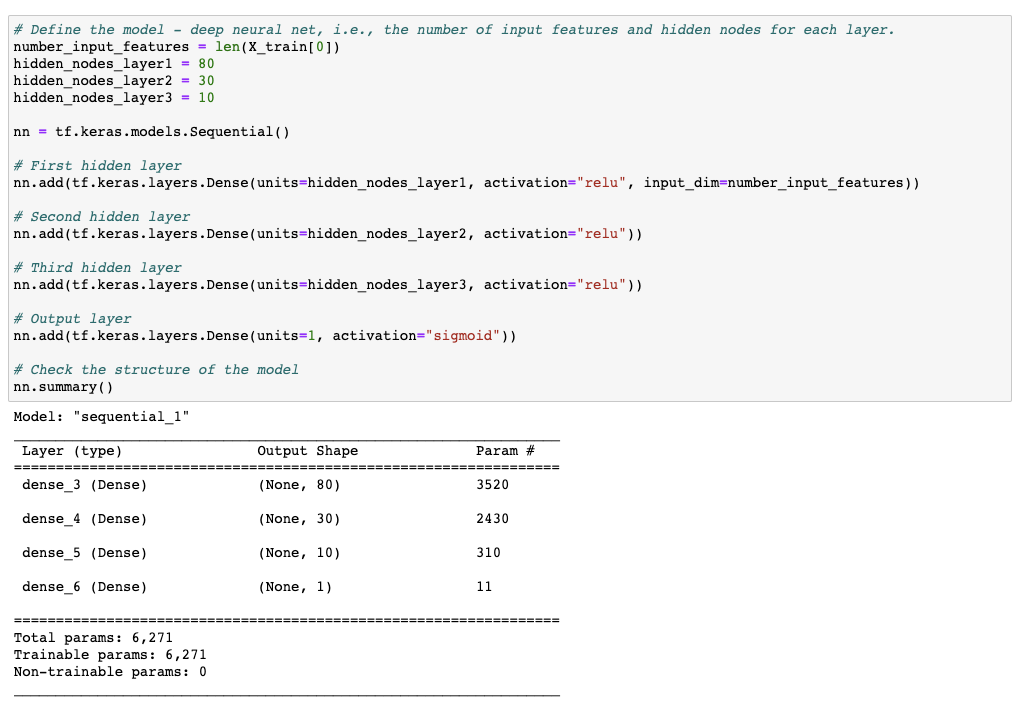 # Define the model - deep neural net, i.e., the number of input features and hidden nodes for each layer.
number_input_features = len(X_train[0])
hidden_nodes_layer1 = 80
hidden_nodes_layer2 = 30
hidden_nodes_layer3 = 10
nn = tf.keras.models.Sequential()
# First hidden layer
nn.add(tf.keras.layers.Dense(units=hidden_nodes_layer1, activation="relu", input_dim=number_input_features))
# Second hidden layer
nn.add(tf.keras.layers.Dense(units=hidden_nodes_layer2, activation="relu"))
# Third hidden layer
nn.add(tf.keras.layers.Dense(units=hidden_nodes_layer3, activation="relu"))
# Output layer
nn.add(tf.keras.layers.Dense(units=1, activation="sigmoid"))
# Check the structure of the model
nn.summary()
Model: "sequential_1"
_________________________________________________________________
Layer (type) Output Shape Param #
=================================================================
dense_3 (Dense) (None, 80) 3520
dense_4 (Dense) (None, 30) 2430
dense_5 (Dense) (None, 10) 310
dense_6 (Dense) (None, 1) 11
=================================================================
Total params: 6,271
Trainable params: 6,271
Non-trainable params: 0
_________________________________________________________________